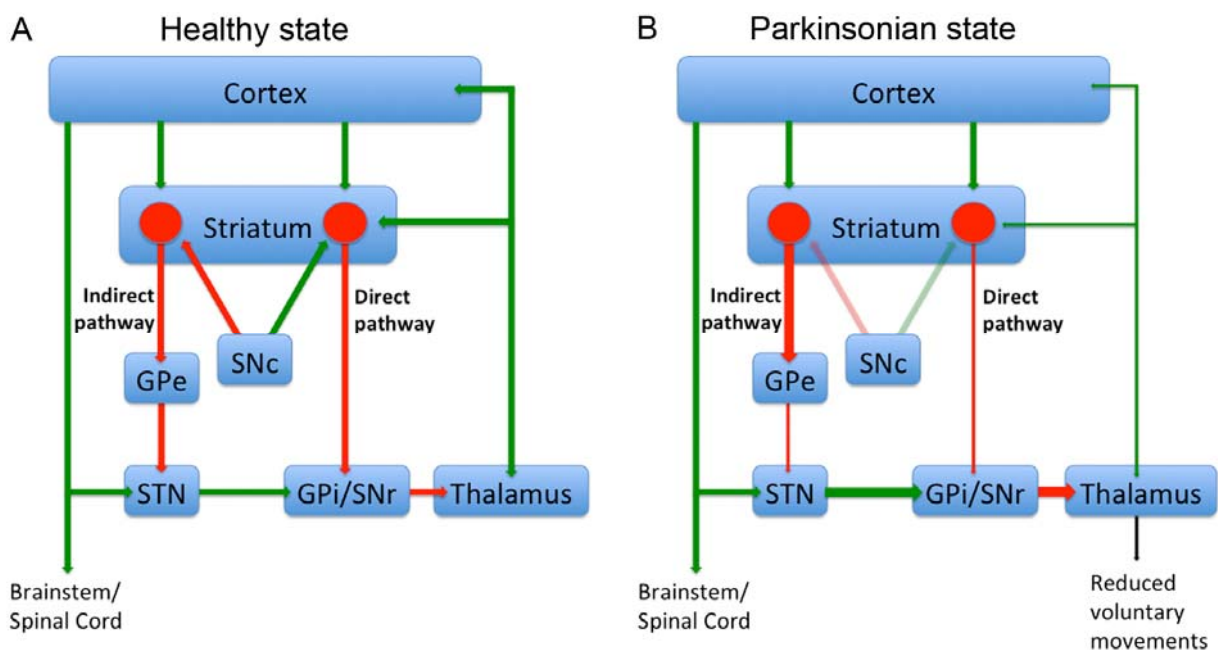 A
Healthy state
Cortex
Striatum
Indirect
pathway
Direct
pathway
SNc
GPe
STN
GPi/SNr
Thalamus
Brainstem/
Spinal Cord
B
Parkinsonian state
Cortex
Striatum
Indirect
pathway
Direct
pathway
SNc
GPe
STN
GPi/SNr
Thalamus
Brainstem/
Spinal Cord
Reduced
voluntary
movements